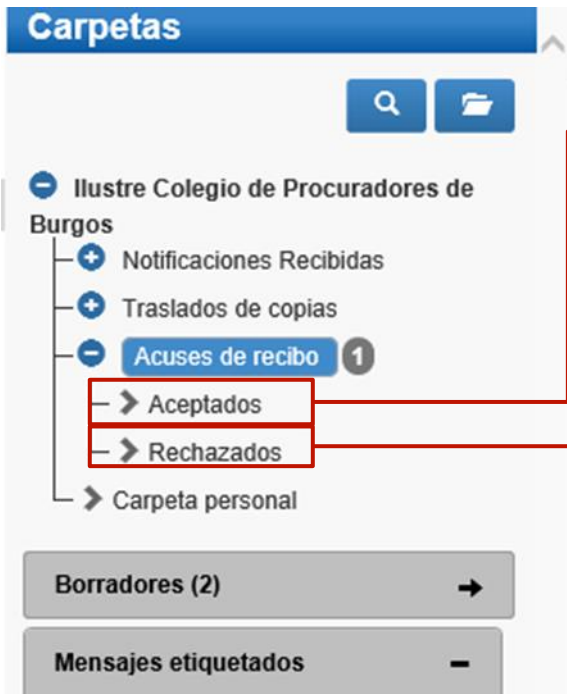 Carpetas
Ilustre Colegio de Procuradores de
Burgos
Notificaciones Recibidas
Traslados de copias
Acuses de recibo 1
Aceptados
Rechazados
Carpeta personal
Borradores (2)
Mensajes etiquetados